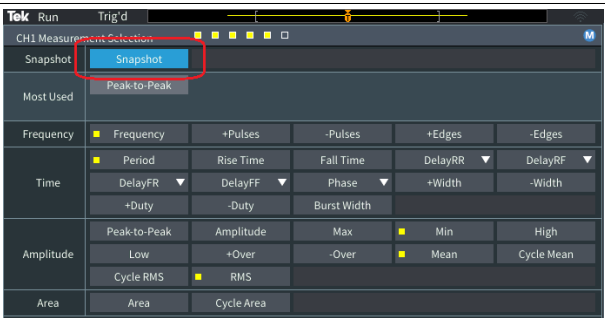 Tek Run Trig'd T
CH1 Measurement Selection M
Snapshot Snapshot
Most Used Peak-to-Peak
Frequency Frequency +Pulses -Pulses +Edges -Edges
Time Period Rise Time Fall Time DelayRR DelayRF
DelayFR DelayFF Phase +Width -Width
+Duty -Duty Burst Width
Amplitude Peak-to-Peak Amplitude Max Min High
Low +Over -Over Mean Cycle Mean
Cycle RMS RMS
Area Area Cycle Area